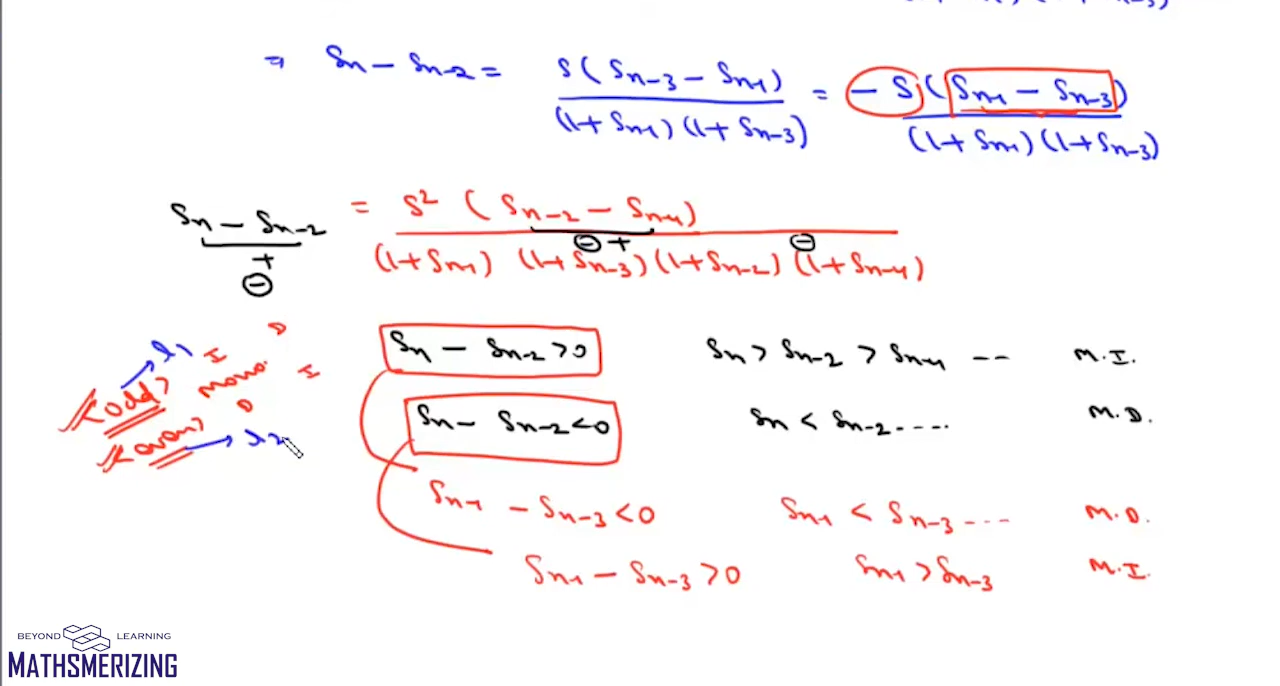 ⇒ Sn − Sn-2 = S ( Sn-3 − Sn-1 ) / (1 + Sn-1) (1 + Sn-3) = − S ( Sn-1 − Sn-3 ) / (1 + Sn-1) (1 + Sn-3)
Sn − Sn-2 = S² ( Sn-2 − Sn-4 ) / (1 + Sn-1) (1 + Sn-3) (1 + Sn-2) (1 + Sn-4)
+ ⊖ + ⊖
⊖
Sn − Sn-2 > 0 Sn > Sn-2 > Sn-4 -- M.I.
D
λ1 I
<odd> mono. I
Sn − Sn-2 < 0 Sn < Sn-2 .... M.D.
<even> D λ2
Sn-1 − Sn-3 < 0 Sn-1 < Sn-3 .... M.D.
Sn-1 − Sn-3 > 0 Sn-1 > Sn-3 M.I.
BEYOND LEARNING
MATHSMERIZING